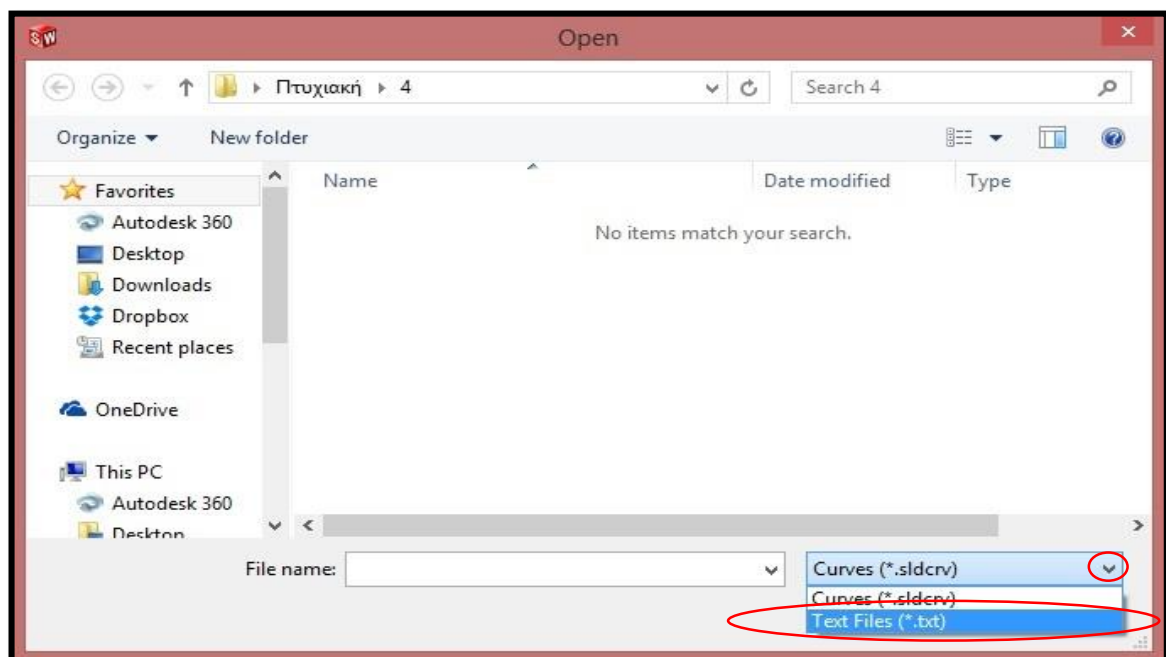 SW
Open
Πτυχιακή 4
Search 4
Organize New folder
Name Date modified Type
Favorites
No items match your search.
Autodesk 360
Desktop
Downloads
Dropbox
Recent places
OneDrive
This PC
Autodesk 360
Desktop
File name: Curves (*.sldcrv)
Curves (*.sldcrv)
Text Files (*.txt)